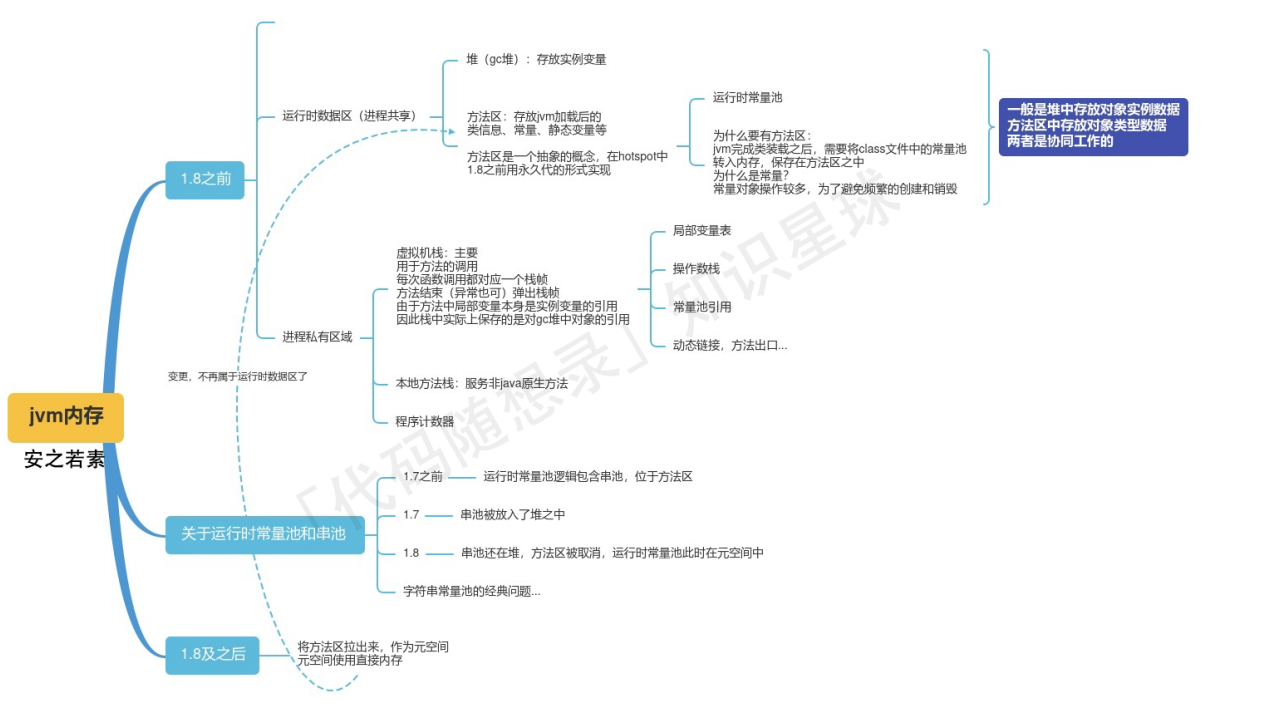 jvm内存
安之若素
1.8之前
运行时数据区（进程共享）
堆（gc堆）：存放实例变量
方法区：存放jvm加载后的
类信息、常量、静态变量等
方法区是一个抽象的概念，在hotspot中
1.8之前用永久代的形式实现
运行时常量池
为什么要有方法区：
jvm完成类装载之后，需要将class文件中的常量池
转入内存，保存在方法区之中
为什么是常量？
常量对象操作较多，为了避免频繁的创建和销毁
一般是堆中存放对象实例数据
方法区中存放对象类型数据
两者是协同工作的
进程私有区域
虚拟机栈：主要
用于方法的调用
每次函数调用都对应一个栈帧
方法结束（异常也可）弹出栈帧
由于方法中局部变量本身是实例变量的引用
因此栈中实际上保存的是对gc堆中对象的引用
局部变量表
操作数栈
常量池引用
动态链接，方法出口...
本地方法栈：服务非java原生方法
程序计数器
变更，不再属于运行时数据区了
关于运行时常量池和串池
1.7之前
运行时常量池逻辑包含串池，位于方法区
1.7
串池被放入了堆之中
1.8
串池还在堆，方法区被取消，运行时常量池此时在元空间中
字符串常量池的经典问题...
1.8及之后
将方法区拉出来，作为元空间
元空间使用直接内存
「代码随想录」知识星球